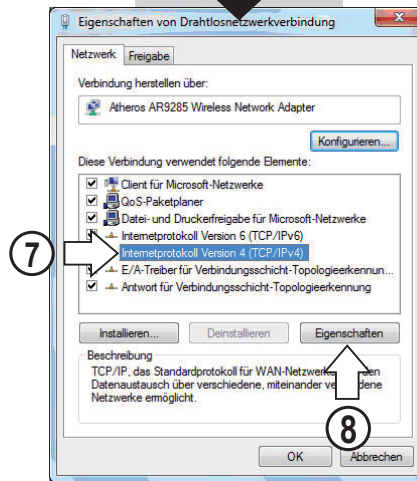 Eigenschaften von Drahtlosnetzwerkverbindung
Netzwerk Freigabe
Verbindung herstellen über:
Atheros AR9285 Wireless Network Adapter
Konfigurieren...
Diese Verbindung verwendet folgende Elemente:
Client für Microsoft-Netzwerke
QoS-Paketplaner
Datei- und Druckerfreigabe für Microsoft-Netzwerke
Internetprotokoll Version 6 (TCP/IPv6)
7 Internetprotokoll Version 4 (TCP/IPv4)
E/A-Treiber für Verbindungsschicht-Topologieerkennun...
Antwort für Verbindungsschicht-Topologieerkennung
Installieren... Deinstallieren Eigenschaften
Beschreibung
TCP/IP, das Standardprotokoll für WAN-Netzwerke
Datenaustausch über verschiedene, miteinander
Netzwerke ermöglicht.
8
OK Abbrechen